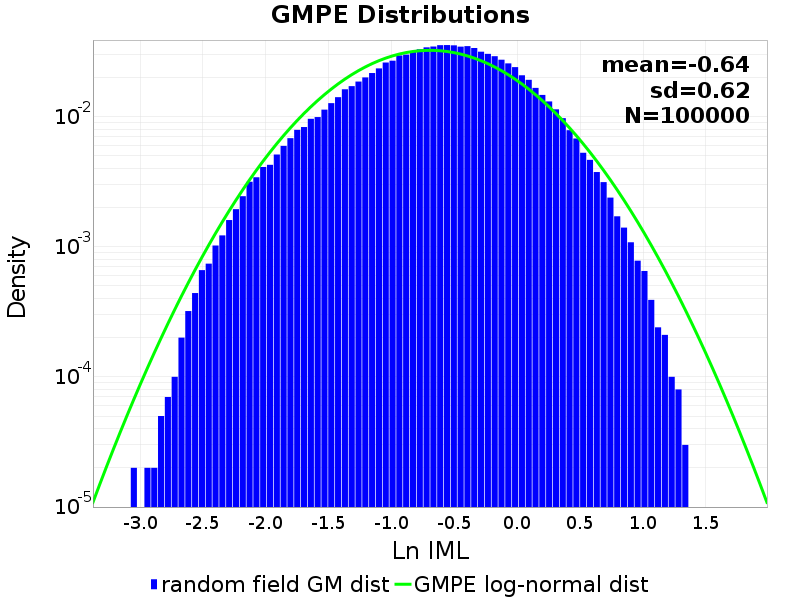 GMPE Distributions
mean=-0.64
sd=0.62
N=100000
10^-2
10^-3
10^-4
10^-5
Density
-3.0 -2.5 -2.0 -1.5 -1.0 -0.5 0.0 0.5 1.0 1.5
Ln IML
random field GM dist GMPE log-normal dist